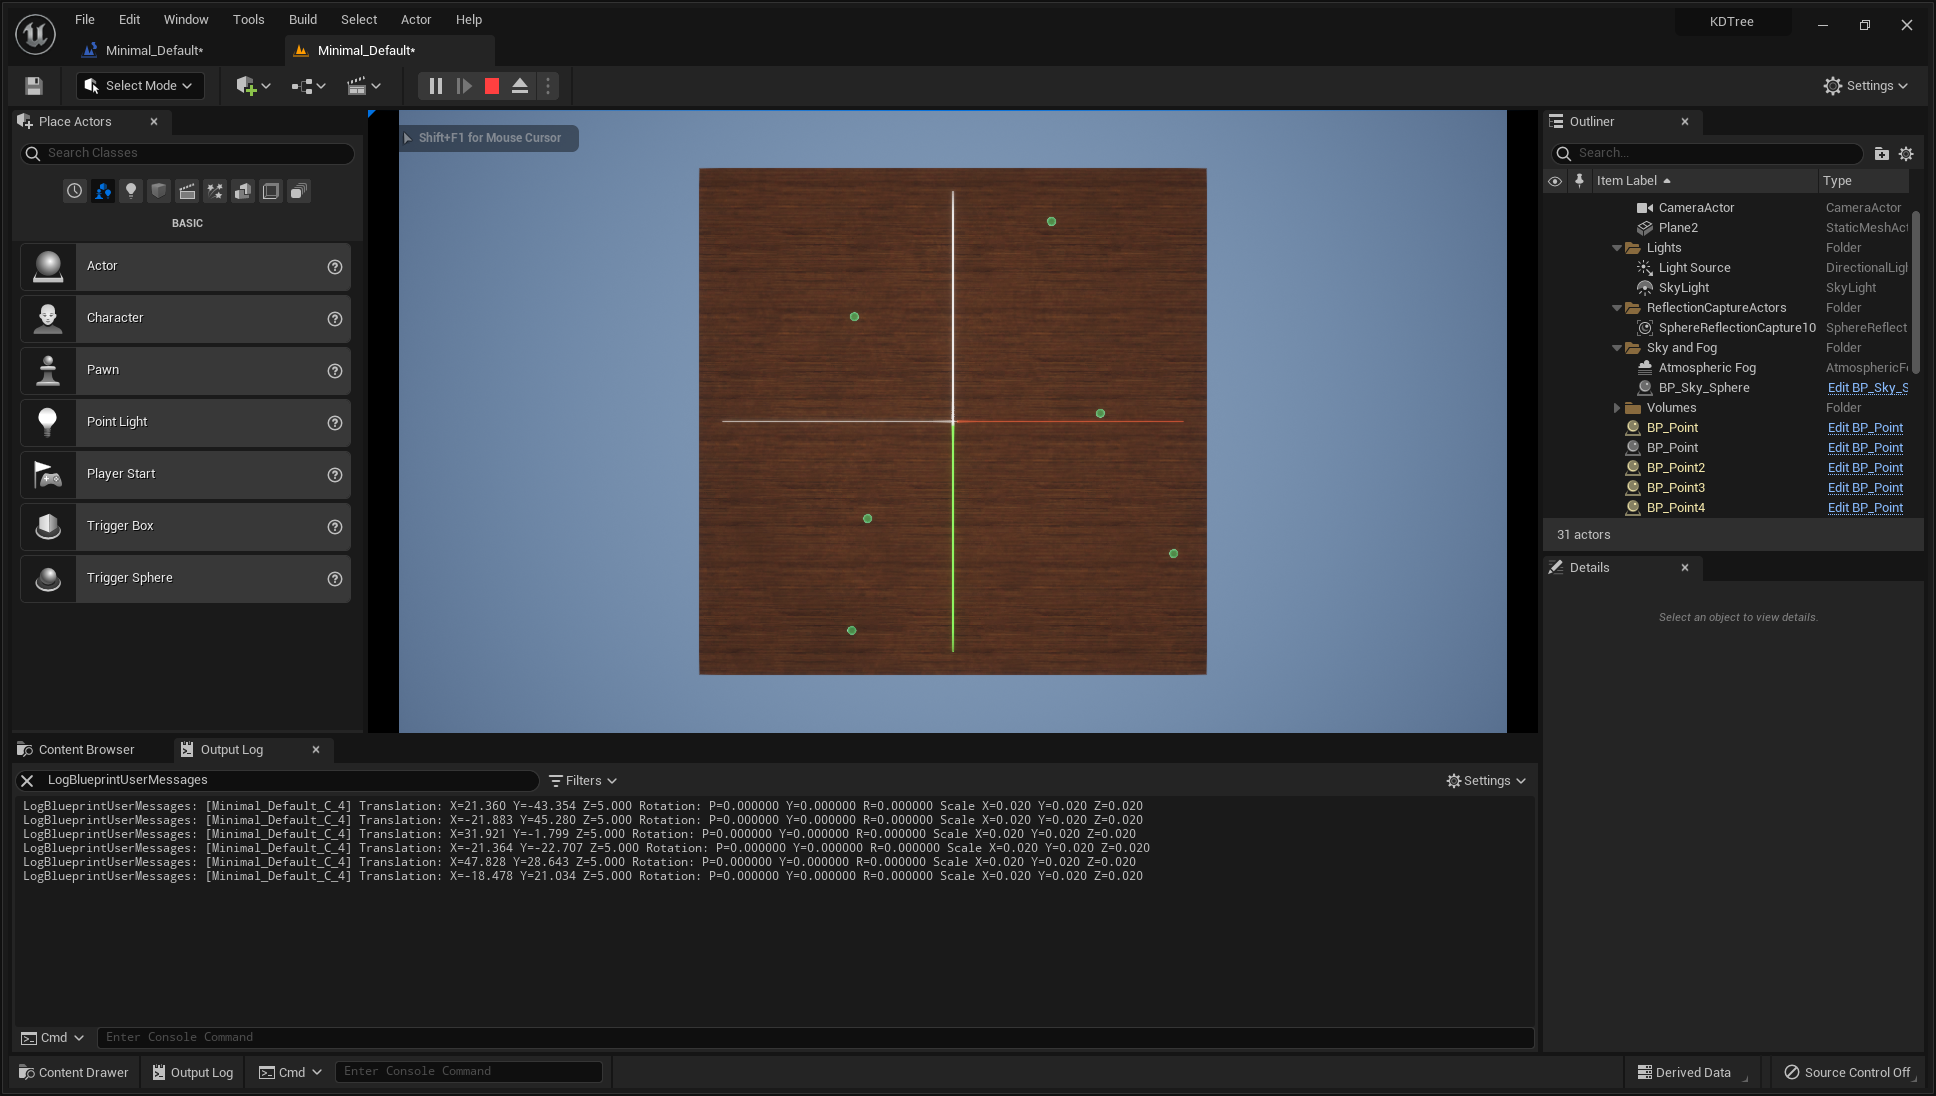 File Edit Window Tools Build Select Actor Help
KDTree
Minimal_Default*
Minimal_Default*
Select Mode
Settings
Place Actors
Search Classes
BASIC
Actor
Character
Pawn
Point Light
Player Start
Trigger Box
Trigger Sphere
Shift+F1 for Mouse Cursor
Outliner
Search...
Item Label Type
CameraActor CameraActor
Plane2 StaticMeshAct
Lights Folder
Light Source DirectionalLigh
SkyLight SkyLight
ReflectionCaptureActors Folder
SphereReflectionCapture10 SphereReflect
Sky and Fog Folder
Atmospheric Fog AtmosphericFo
BP_Sky_Sphere Edit BP_Sky_S
Volumes Folder
BP_Point Edit BP_Point
BP_Point Edit BP_Point
BP_Point2 Edit BP_Point
BP_Point3 Edit BP_Point
BP_Point4 Edit BP_Point
31 actors
Details
Select an object to view details.
Content Browser
Output Log
LogBlueprintUserMessages
Filters
Settings
LogBlueprintUserMessages: [Minimal_Default_C_4] Translation: X=21.360 Y=-43.354 Z=5.000 Rotation: P=0.000000 Y=0.000000 R=0.000000 Scale X=0.020 Y=0.020 Z=0.020
LogBlueprintUserMessages: [Minimal_Default_C_4] Translation: X=-21.883 Y=45.280 Z=5.000 Rotation: P=0.000000 Y=0.000000 R=0.000000 Scale X=0.020 Y=0.020 Z=0.020
LogBlueprintUserMessages: [Minimal_Default_C_4] Translation: X=31.921 Y=-1.799 Z=5.000 Rotation: P=0.000000 Y=0.000000 R=0.000000 Scale X=0.020 Y=0.020 Z=0.020
LogBlueprintUserMessages: [Minimal_Default_C_4] Translation: X=-21.364 Y=-22.707 Z=5.000 Rotation: P=0.000000 Y=0.000000 R=0.000000 Scale X=0.020 Y=0.020 Z=0.020
LogBlueprintUserMessages: [Minimal_Default_C_4] Translation: X=47.828 Y=28.643 Z=5.000 Rotation: P=0.000000 Y=0.000000 R=0.000000 Scale X=0.020 Y=0.020 Z=0.020
LogBlueprintUserMessages: [Minimal_Default_C_4] Translation: X=-18.478 Y=21.034 Z=5.000 Rotation: P=0.000000 Y=0.000000 R=0.000000 Scale X=0.020 Y=0.020 Z=0.020
Cmd Enter Console Command
Content Drawer Output Log Cmd Enter Console Command Derived Data Source Control Off